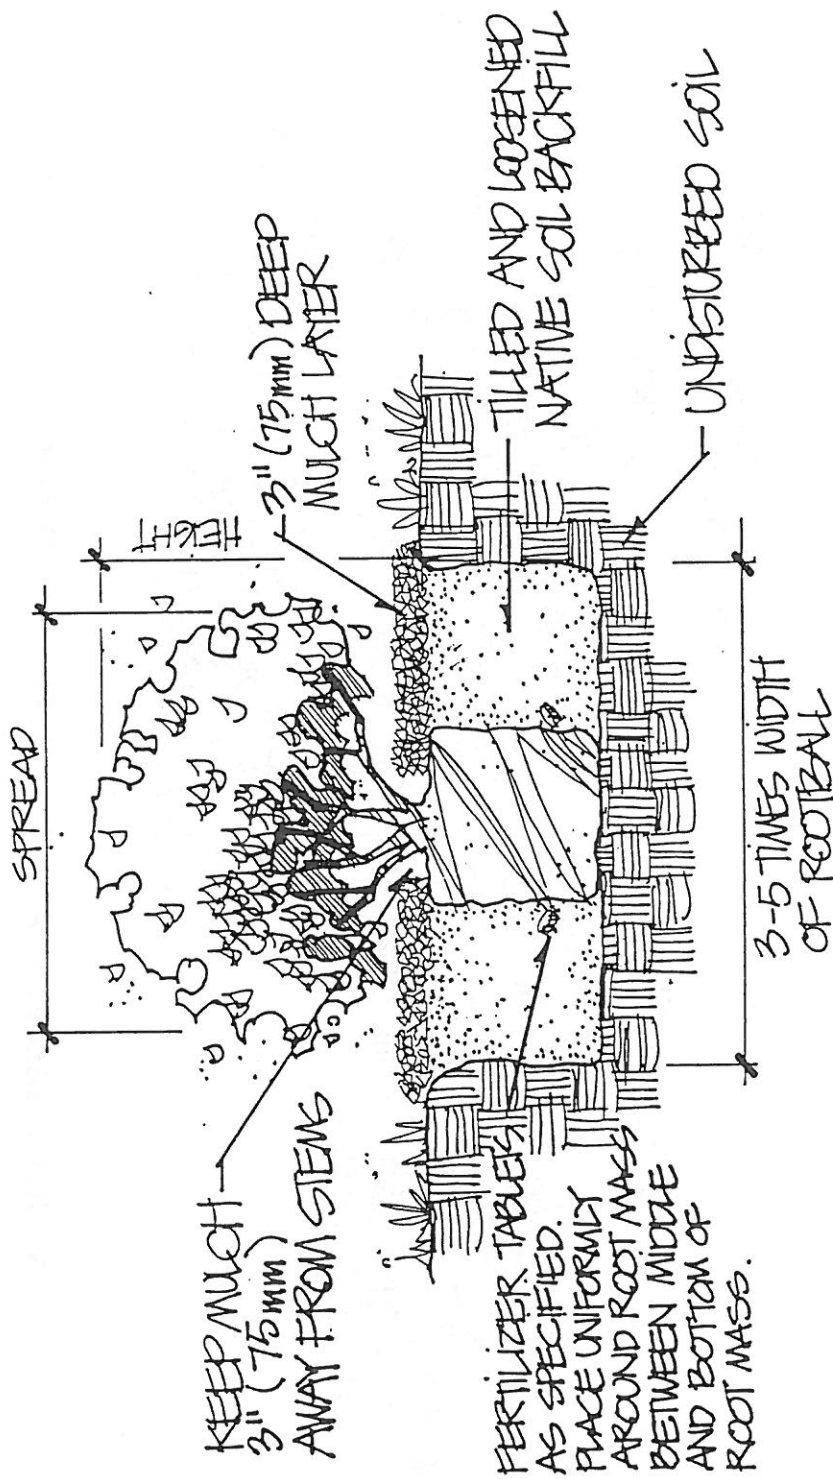 SPREAD
HEIGHT
KEEP MULCH
3" (75mm)
AWAY FROM STEMS
3" (75mm) DEEP
MULCH LAYER
TILLED AND LOOSENED
NATIVE SOIL BACKFILL
UNDISTURBED SOIL
FERTILIZER TABLETS
AS SPECIFIED.
PLACE UNIFORMLY
AROUND ROOT MASS
BETWEEN MIDDLE
AND BOTTOM OF
ROOT MASS.
3-5 TIMES WIDTH
OF ROOTBALL